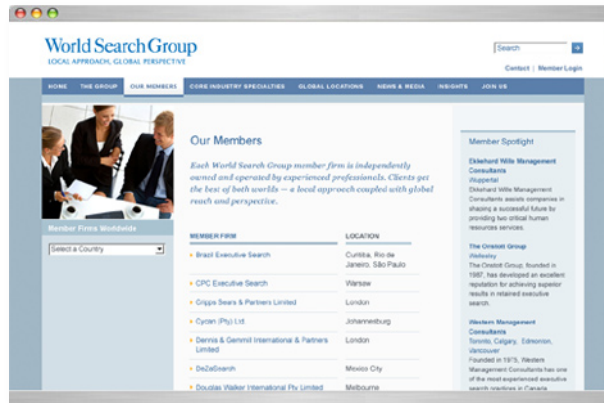 World Search Group
LOCAL APPROACH, GLOBAL PERSPECTIVE
Search
Contact | Member Login
HOME THE GROUP OUR MEMBERS CORE INDUSTRY SPECIALTIES GLOBAL LOCATIONS NEWS & MEDIA INSIGHTS JOIN US
Member Firms Worldwide
Select a Country
Our Members
Each World Search Group member firm is independently
owned and operated by experienced professionals. Clients get
the best of both worlds — a local approach coupled with global
reach and perspective.
MEMBER FIRM LOCATION
Brazil Executive Search Curitiba, Rio de
Janeiro, São Paulo
CPC Executive Search Warsaw
Gripps Sears & Partners Limited London
Cycan (Pty) Ltd. Johannesburg
Dennis & Gemmill International & Partners London
Limited
DeZaSearch Mexico City
Douglas Walker International Pty Limited Melbourne
Member Spotlight
Ekkehard Wille Management
Consultants
Wuppertal
Ekkehard Wille Management
Consultants assists companies in
shaping a successful future by
providing two critical human
resources services.
The Onstott Group
Wellesley
The Onstott Group, founded in
1987, has developed an excellent
reputation for achieving superior
results in retained executive
search.
Western Management
Consultants
Toronto, Calgary, Edmonton,
Vancouver
Founded in 1975, Western
Management Consultants has one
of the most experienced executive
search practices in Canada